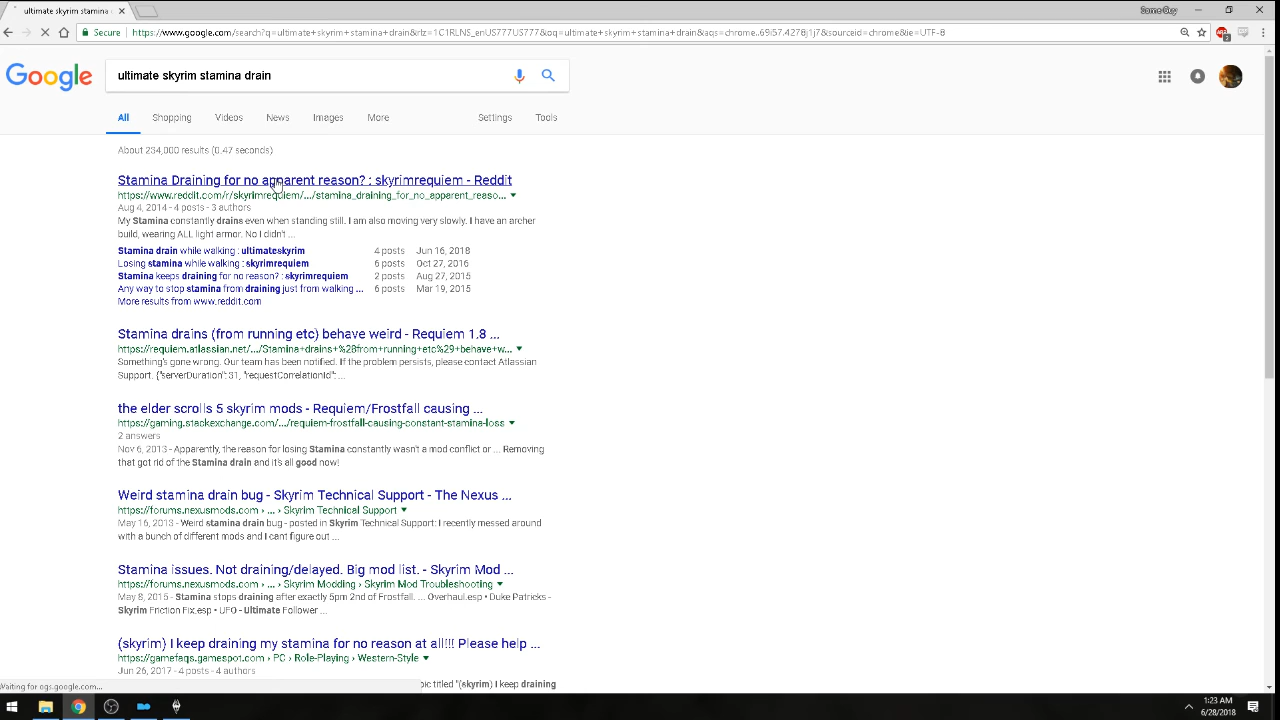 ultimate skyrim stamina
Some Guy
Secure
https://www.google.com/search?q=ultimate+skyrim+stamina+drain&rlz=1C1RLNS_enUS777US777&oq=ultimate+skyrim+stamina+drain&aqs=chrome..69i57.4278j1j7&sourceid=chrome&ie=UTF-8
Google
ultimate skyrim stamina drain
All Shopping Videos News Images More Settings Tools
About 234,000 results (0.47 seconds)
Stamina Draining for no apparent reason? : skyrimrequiem - Reddit
https://www.reddit.com/r/skyrimrequiem/.../stamina_draining_for_no_apparent_reaso...
Aug 4, 2014 - 4 posts - 3 authors
My Stamina constantly drains even when standing still. I am also moving very slowly. I have an archer
build, wearing ALL light armor. No I didn't ...
Stamina drain while walking : ultimateskyrim 4 posts Jun 16, 2018
Losing stamina while walking : skyrimrequiem 6 posts Oct 27, 2016
Stamina keeps draining for no reason? : skyrimrequiem 2 posts Aug 27, 2015
Any way to stop stamina from draining just from walking ... 6 posts Mar 19, 2015
More results from www.reddit.com
Stamina drains (from running etc) behave weird - Requiem 1.8 ...
https://requiem.atlassian.net/.../Stamina+drains+%28from+running+etc%29+behave+w...
Something's gone wrong. Our team has been notified. If the problem persists, please contact Atlassian
Support. {"serverDuration": 31, "requestCorrelationId": ...
the elder scrolls 5 skyrim mods - Requiem/Frostfall causing ...
https://gaming.stackexchange.com/.../requiem-frostfall-causing-constant-stamina-loss
2 answers
Nov 6, 2013 - Apparently, the reason for losing Stamina constantly wasn't a mod conflict or ... Removing
that got rid of the Stamina drain and it's all good now!
Weird stamina drain bug - Skyrim Technical Support - The Nexus ...
https://forums.nexusmods.com › ... › Skyrim Technical Support
May 16, 2013 - Weird stamina drain bug - posted in Skyrim Technical Support: I recently messed around
with a bunch of different mods and I cant figure out ...
Stamina issues. Not draining/delayed. Big mod list. - Skyrim Mod ...
https://forums.nexusmods.com › ... › Skyrim Modding › Skyrim Mod Troubleshooting
May 8, 2015 - Stamina stops draining after exactly 5pm 2nd of Frostfall. ... Overhaul.esp • Duke Patricks -
Skyrim Friction Fix.esp • UFO - Ultimate Follower ...
(skyrim) I keep draining my stamina for no reason at all!!! Please help ...
https://gamefaqs.gamespot.com › PC › Role-Playing › Western-Style
Jun 26, 2017 - 4 posts - 4 authors
pic titled "(skyrim) I keep draining
Waiting for ogs.google.com...
1:23 AM
6/28/2018